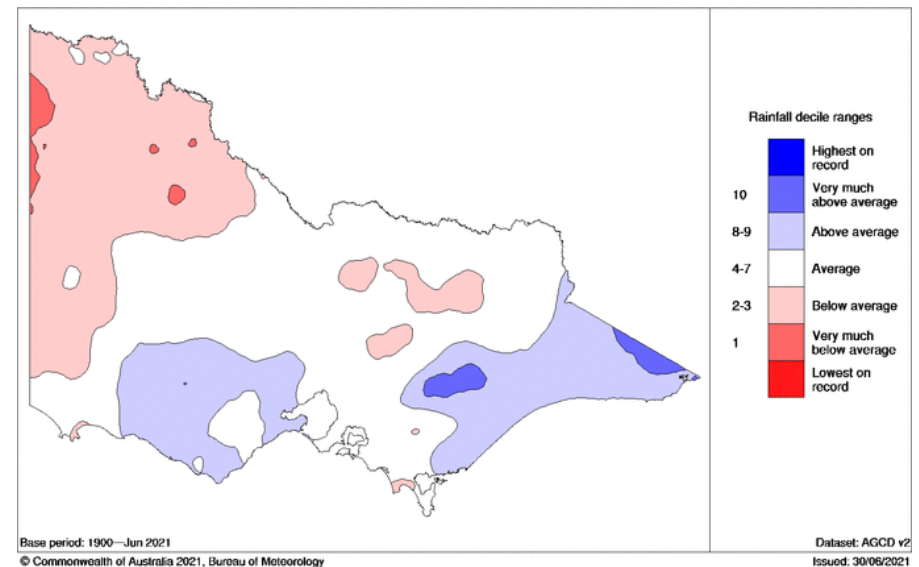 Rainfall decile ranges
Highest on
record
10
Very much
above average
8-9
Above average
4-7
Average
2-3
Below average
1
Very much
below average
Lowest on
record
Base period: 1900—Jun 2021
Dataset: AGCD v2
© Commonwealth of Australia 2021, Bureau of Meteorology
Issued: 30/06/2021